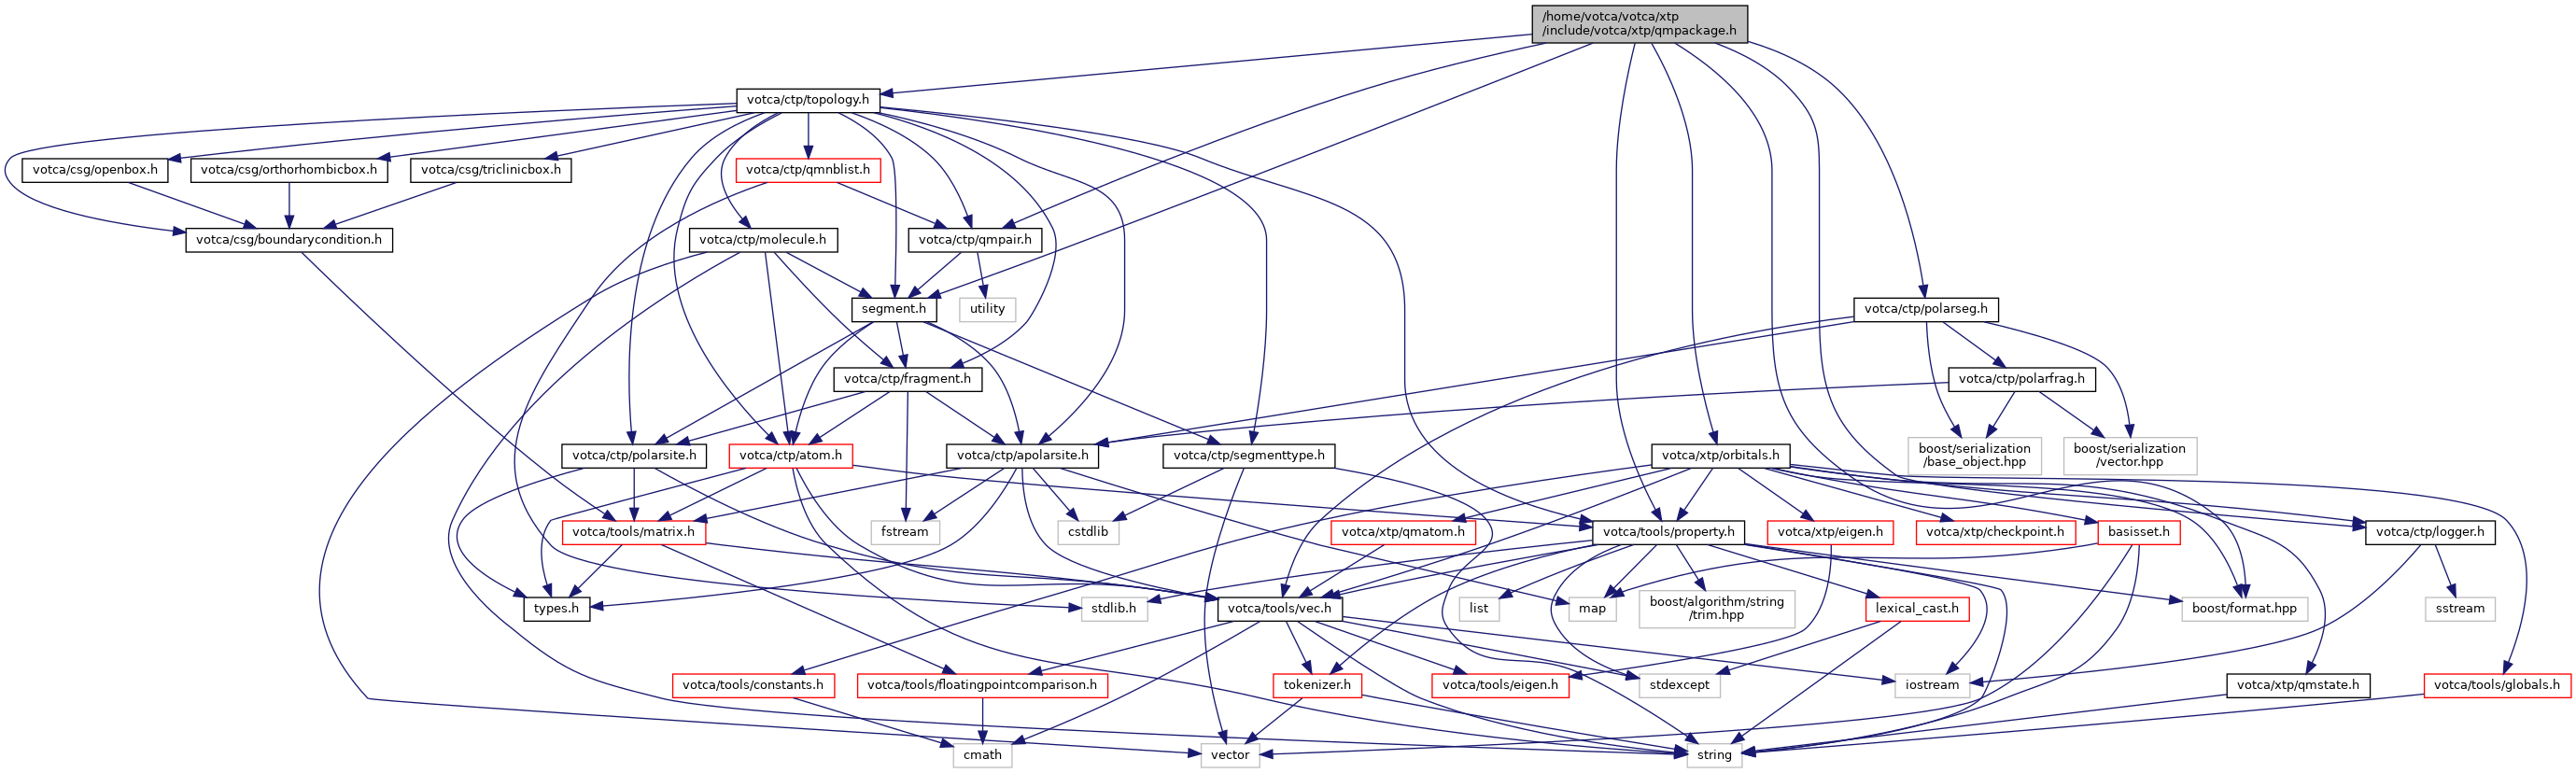 /home/votca/votca/xtp
/include/votca/xtp/qmpackage.h
votca/ctp/topology.h
votca/csg/openbox.h
votca/csg/orthorhombicbox.h
votca/csg/triclinicbox.h
votca/ctp/qmnblist.h
votca/csg/boundarycondition.h
votca/ctp/molecule.h
votca/ctp/qmpair.h
segment.h
utility
votca/ctp/polarseg.h
votca/ctp/fragment.h
votca/ctp/polarfrag.h
votca/ctp/polarsite.h
votca/ctp/atom.h
votca/ctp/apolarsite.h
votca/ctp/segmenttype.h
votca/xtp/orbitals.h
boost/serialization
/base_object.hpp
boost/serialization
/vector.hpp
votca/tools/matrix.h
fstream
cstdlib
votca/xtp/qmatom.h
votca/tools/property.h
votca/xtp/eigen.h
votca/xtp/checkpoint.h
basisset.h
votca/ctp/logger.h
types.h
stdlib.h
votca/tools/vec.h
list
map
boost/algorithm/string
/trim.hpp
lexical_cast.h
boost/format.hpp
sstream
votca/tools/constants.h
votca/tools/floatingpointcomparison.h
tokenizer.h
votca/tools/eigen.h
stdexcept
iostream
votca/xtp/qmstate.h
votca/tools/globals.h
cmath
vector
string